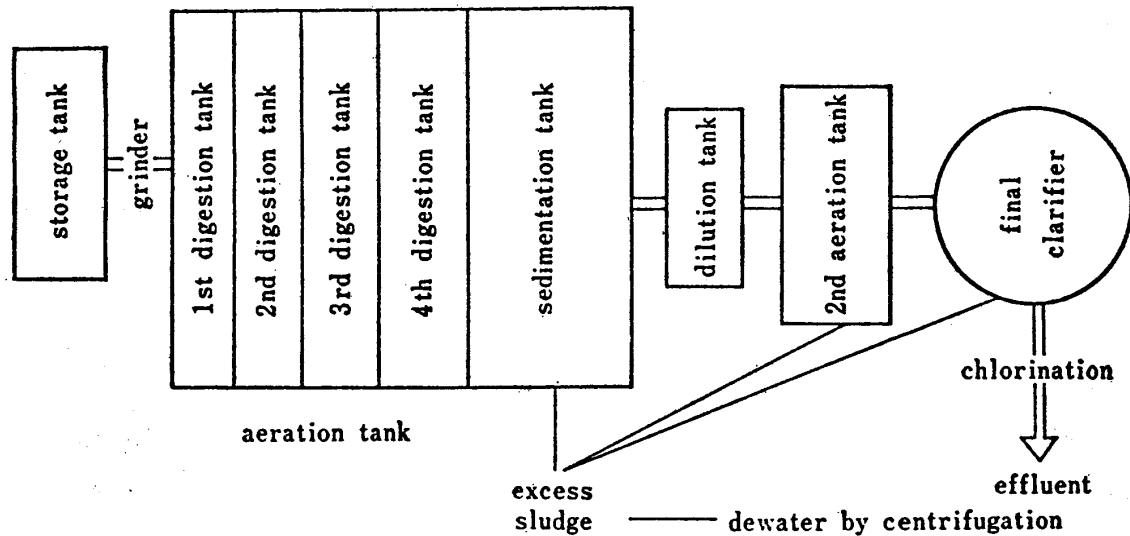 storage tank
grinder
1st digestion tank
2nd digestion tank
3rd digestion tank
4th digestion tank
sedimentation tank
dilution tank
2nd aeration tank
final
clarifier
chlorination
aeration tank
effluent
excess
sludge
dewater by centrifugation